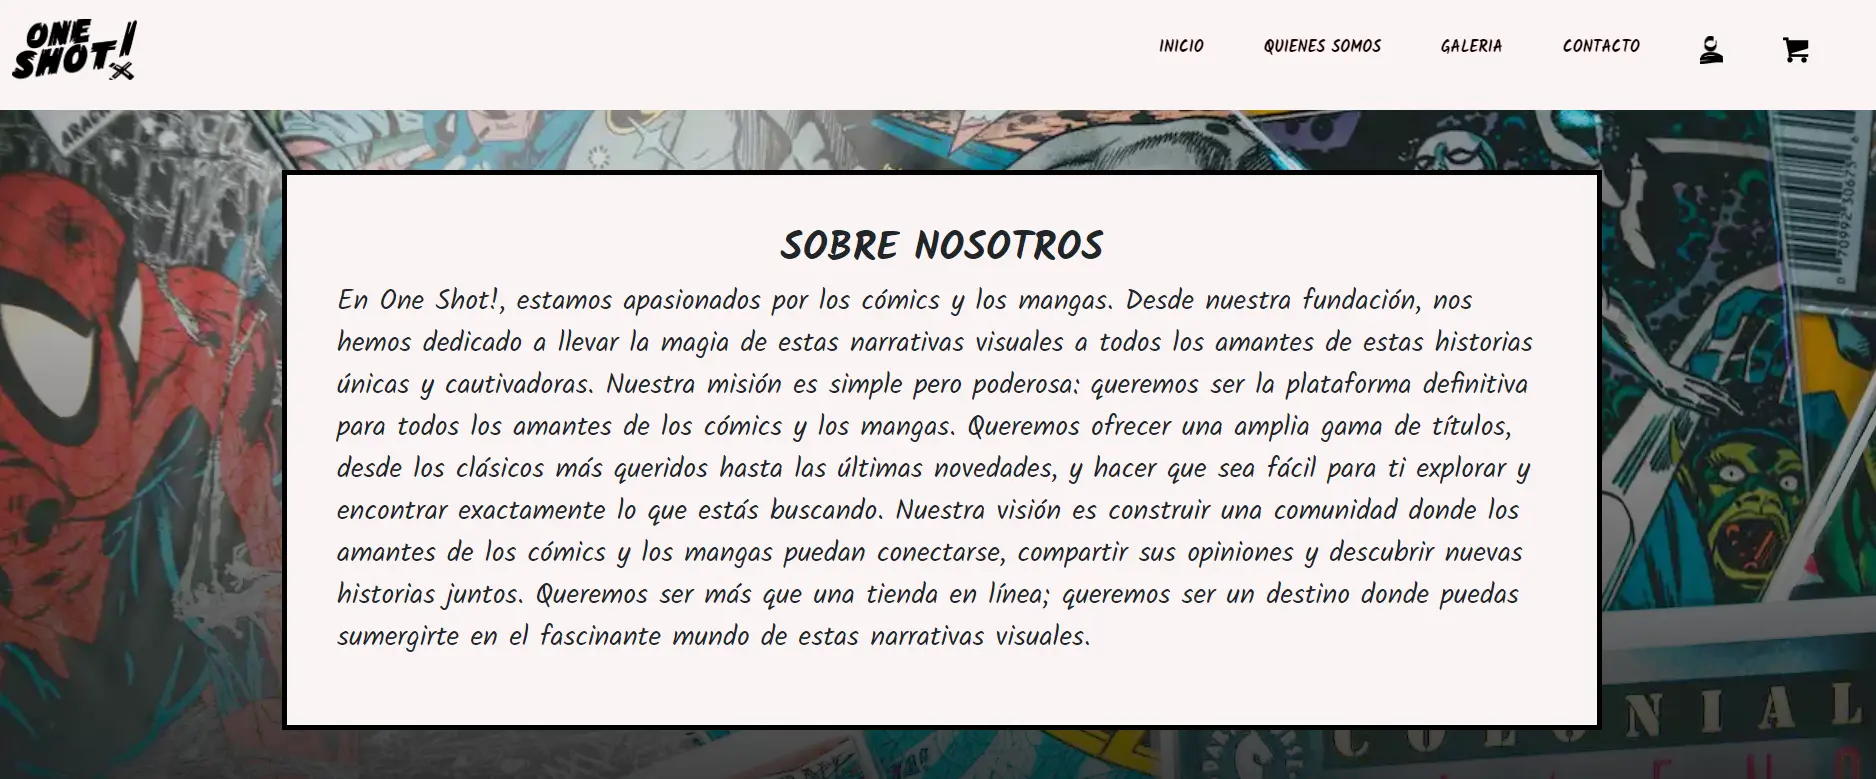 ONE
SHOT!
INICIO
QUIENES SOMOS
GALERIA
CONTACTO
SOBRE NOSOTROS
En One Shot!, estamos apasionados por los cómics y los mangas. Desde nuestra fundación, nos
hemos dedicado a llevar la magia de estas narrativas visuales a todos los amantes de estas historias
únicas y cautivadoras. Nuestra misión es simple pero poderosa: queremos ser la plataforma definitiva
para todos los amantes de los cómics y los mangas. Queremos ofrecer una amplia gama de títulos,
desde los clásicos más queridos hasta las últimas novedades, y hacer que sea fácil para ti explorar y
encontrar exactamente lo que estás buscando. Nuestra visión es construir una comunidad donde los
amantes de los cómics y los mangas puedan conectarse, compartir sus opiniones y descubrir nuevas
historias juntos. Queremos ser más que una tienda en línea; queremos ser un destino donde puedas
sumergirte en el fascinante mundo de estas narrativas visuales.
COLONIAL